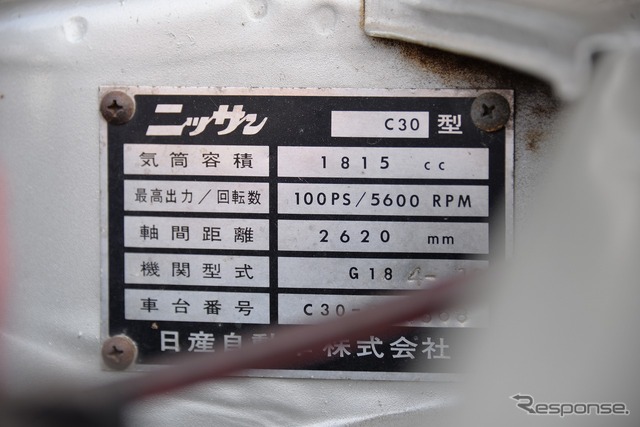 ニッサン C30 型
気筒容積 1815 cc
最高出力/回転数 100PS/5600 RPM
軸間距離 2620 mm
機関型式 G18
車台番号 C30-
日産自動 株式会社
Response.